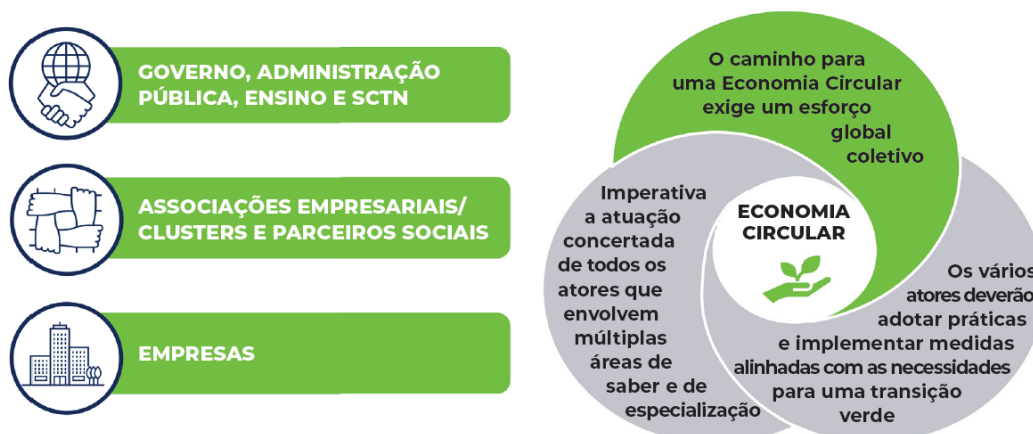 GOVERNO, ADMINISTRAÇÃO
PÚBLICA, ENSINO E SCTN
ASSOCIAÇÕES EMPRESARIAIS/
CLUSTERS E PARCEIROS SOCIAIS
EMPRESAS
O caminho para
uma Economia Circular
exige um esforço
global
coletivo
Imperativa
a atuação
concertada
de todos os
atores que
envolvem
múltiplas
áreas de
saber e de
especialização
ECONOMIA
CIRCULAR
Os vários
atores deverão
adotar práticas
e implementar medidas
alinhadas com as necessidades
para uma transição
verde